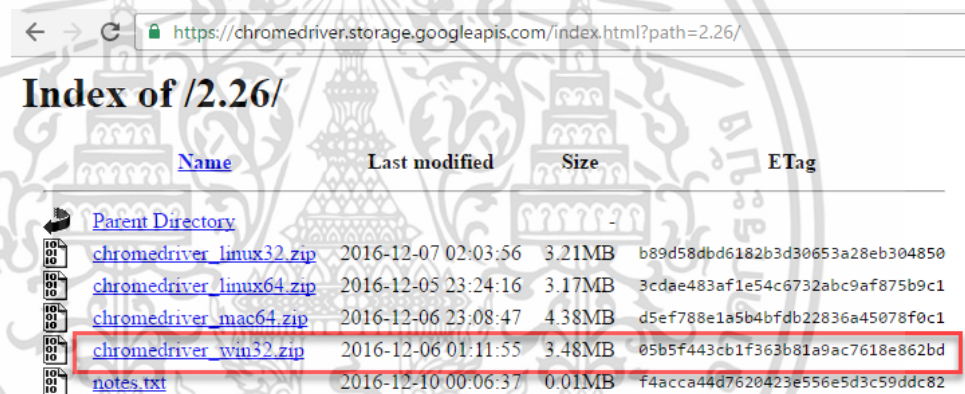 https://chromedriver.storage.googleapis.com/index.html?path=2.26/
Index of /2.26/
Name Last modified Size ETag
Parent Directory -
chromedriver_linux32.zip 2016-12-07 02:03:56 3.21MB b89d58dbd6182b3d30653a28eb304850
chromedriver_linux64.zip 2016-12-05 23:24:16 3.17MB 3cdae483af1e54c6732abc9af875b9c1
chromedriver_mac64.zip 2016-12-06 23:08:47 4.38MB d5ef788e1a5b4bfdb22836a45078f0c1
chromedriver_win32.zip 2016-12-06 01:11:55 3.48MB 05b5f443cb1f363b81a9ac7618e862bd
notes.txt 2016-12-10 00:06:37 0.01MB f4acca44d7620423e556e5d3c59ddc82